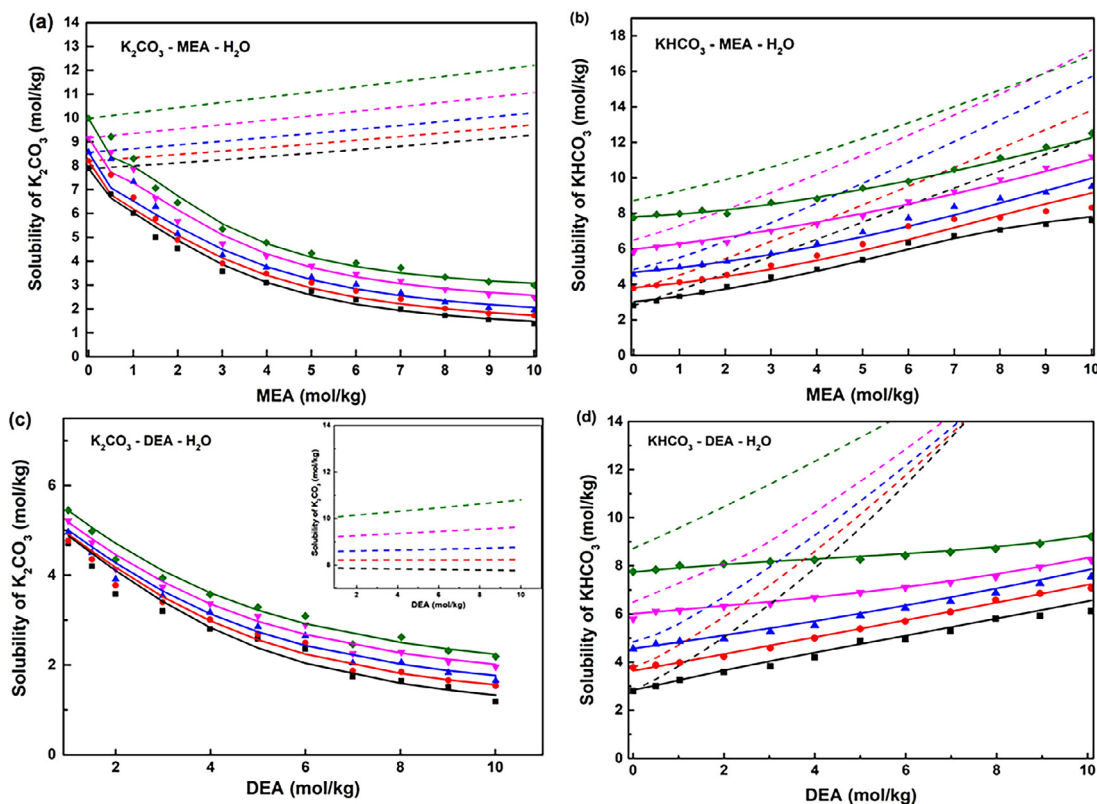 (a)
K₂CO₃ - MEA - H₂O
Solubility of K₂CO₃ (mol/kg)
14
13
12
11
10
9
8
7
6
5
4
3
2
1
0
0 1 2 3 4 5 6 7 8 9 10
MEA (mol/kg)
(b)
KHCO₃ - MEA - H₂O
Solubility of KHCO₃ (mol/kg)
18
16
14
12
10
8
6
4
2
0
0 1 2 3 4 5 6 7 8 9 10
MEA (mol/kg)
(c)
K₂CO₃ - DEA - H₂O
Solubility of K₂CO₃ (mol/kg)
6
4
2
0
2 4 6 8 10
DEA (mol/kg)
Solubility of K₂CO₃ (mol/kg)
14
13
12
11
10
9
8
2 4 6 8 10
DEA (mol/kg)
(d)
KHCO₃ - DEA - H₂O
Solubility of KHCO₃ (mol/kg)
14
12
10
8
6
4
2
0
0 2 4 6 8 10
DEA (mol/kg)